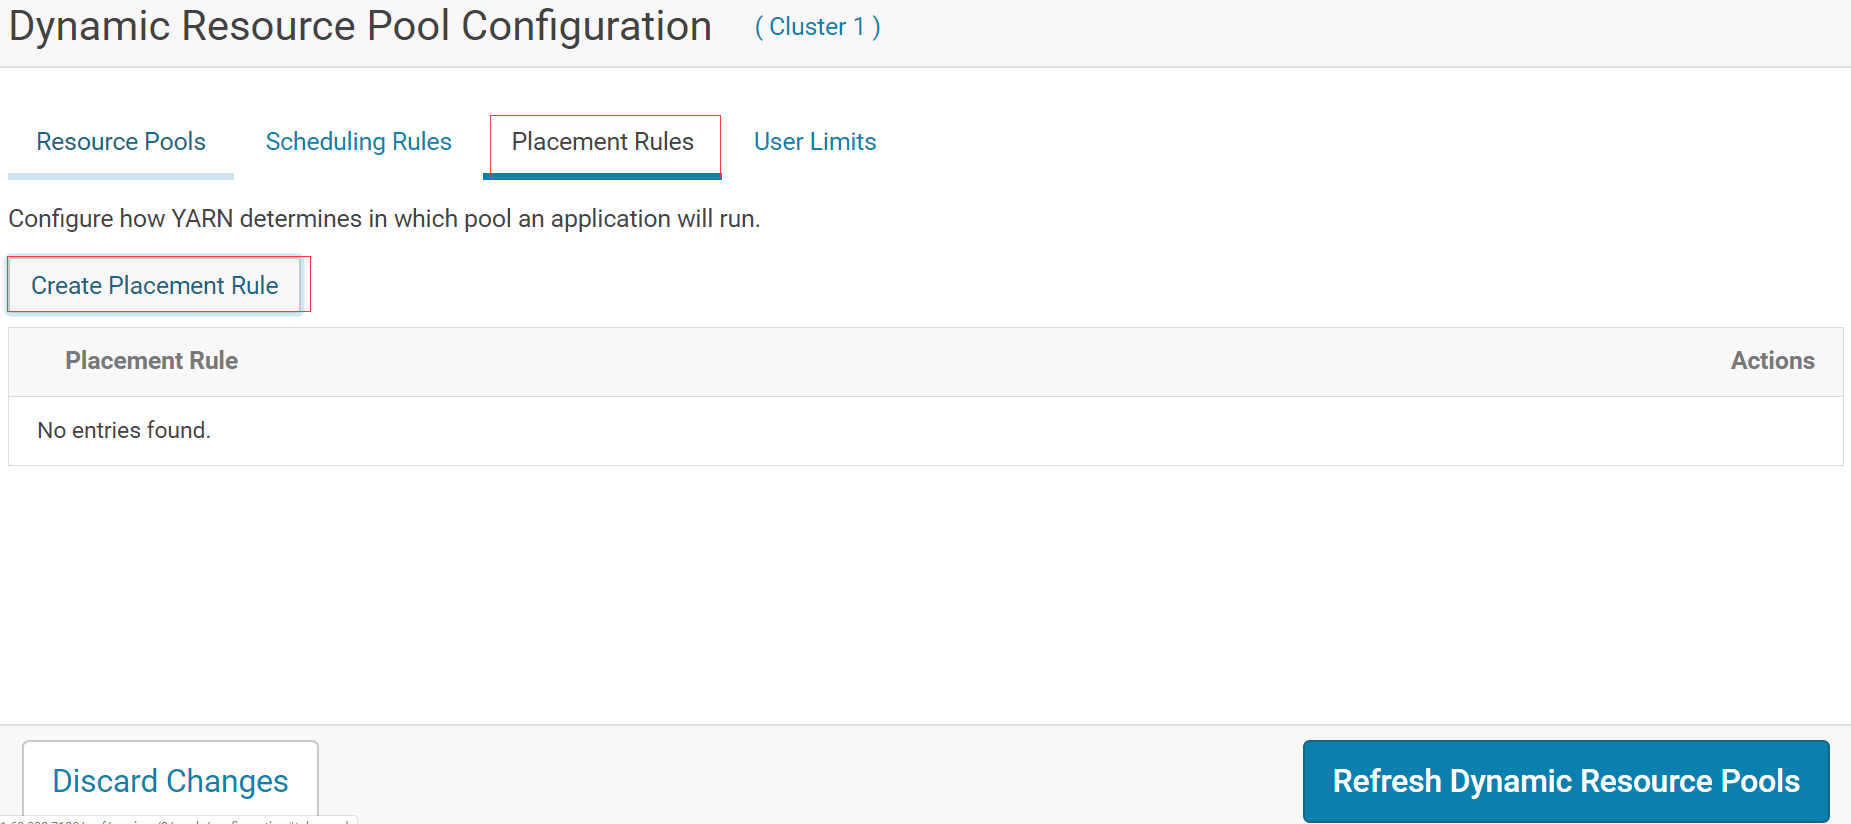 Dynamic Resource Pool Configuration ( Cluster 1 )
Resource Pools Scheduling Rules Placement Rules User Limits
Configure how YARN determines in which pool an application will run.
Create Placement Rule
Placement Rule Actions
No entries found.
Discard Changes Refresh Dynamic Resource Pools